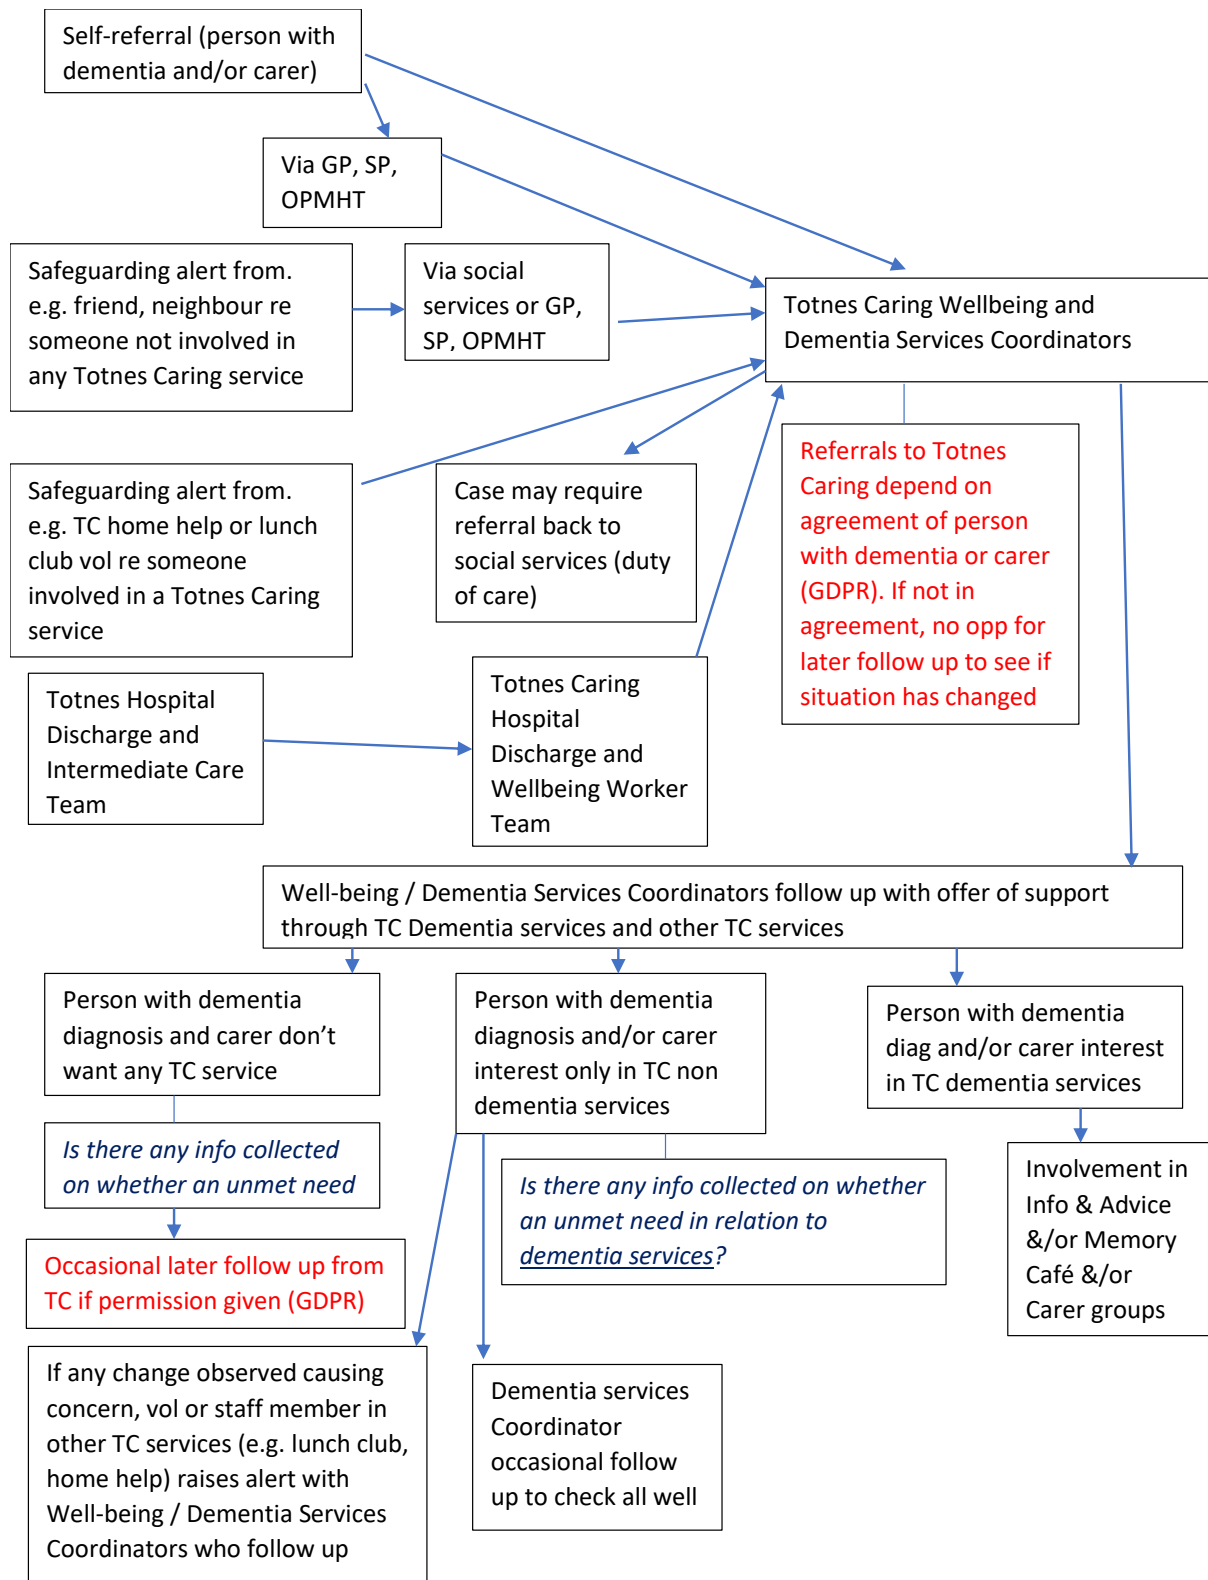 Self-referral (person with
dementia and/or carer)
Via GP, SP,
OPMHT
Safeguarding alert from.
e.g. friend, neighbour re
someone not involved in
any Totnes Caring service
Via social
services or GP,
SP, OPMHT
Totnes Caring Wellbeing and
Dementia Services Coordinators
Safeguarding alert from.
e.g. TC home help or lunch
club vol re someone
involved in a Totnes Caring
service
Case may require
referral back to
social services (duty
of care)
Referrals to Totnes
Caring depend on
agreement of person
with dementia or carer
(GDPR). If not in
agreement, no opp for
later follow up to see if
situation has changed
Totnes Hospital
Discharge and
Intermediate Care
Team
Totnes Caring
Hospital
Discharge and
Wellbeing Worker
Team
Well-being / Dementia Services Coordinators follow up with offer of support
through TC Dementia services and other TC services
Person with dementia
diagnosis and carer don’t
want any TC service
Person with dementia
diagnosis and/or carer
interest only in TC non
dementia services
Person with dementia
diag and/or carer interest
in TC dementia services
Is there any info collected
on whether an unmet need
Is there any info collected on whether
an unmet need in relation to
dementia services?
Involvement in
Info & Advice
&/or Memory
Café &/or
Carer groups
Occasional later follow up from
TC if permission given (GDPR)
If any change observed causing
concern, vol or staff member in
other TC services (e.g. lunch club,
home help) raises alert with
Well-being / Dementia Services
Coordinators who follow up
Dementia services
Coordinator
occasional follow
up to check all well